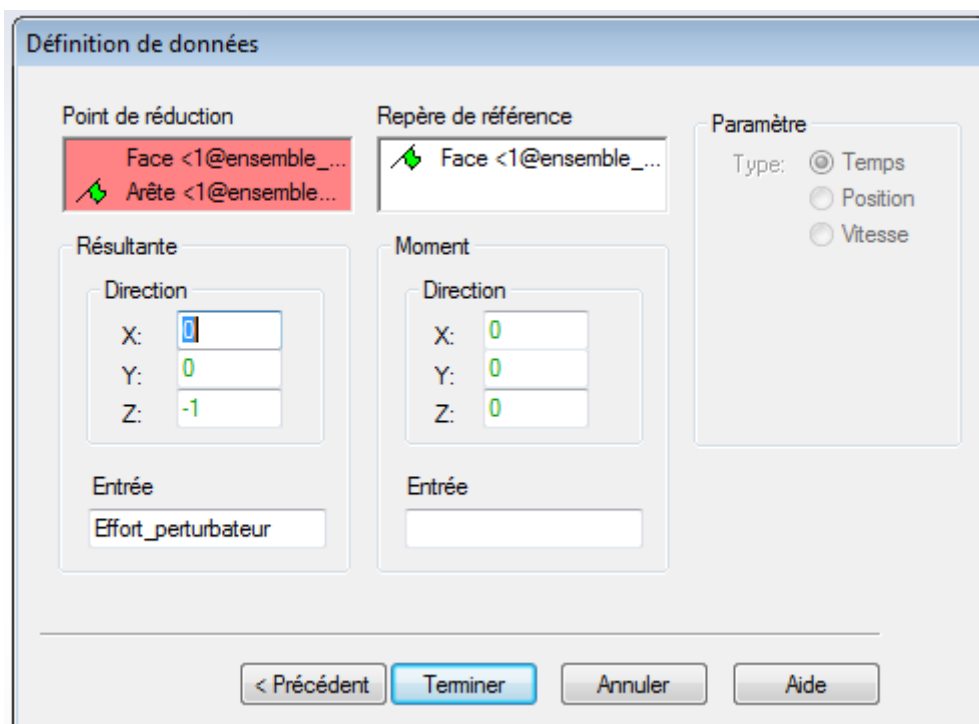 Définition de données
Point de réduction
Face <1@ensemble_...
Arête <1@ensemble...
Repère de référence
Face <1@ensemble_...
Paramètre
Type: Temps
Position
Vitesse
Résultante
Direction
X: 0
Y: 0
Z: -1
Entrée
Effort_perturbateur
Moment
Direction
X: 0
Y: 0
Z: 0
Entrée
< Précédent
Terminer
Annuler
Aide